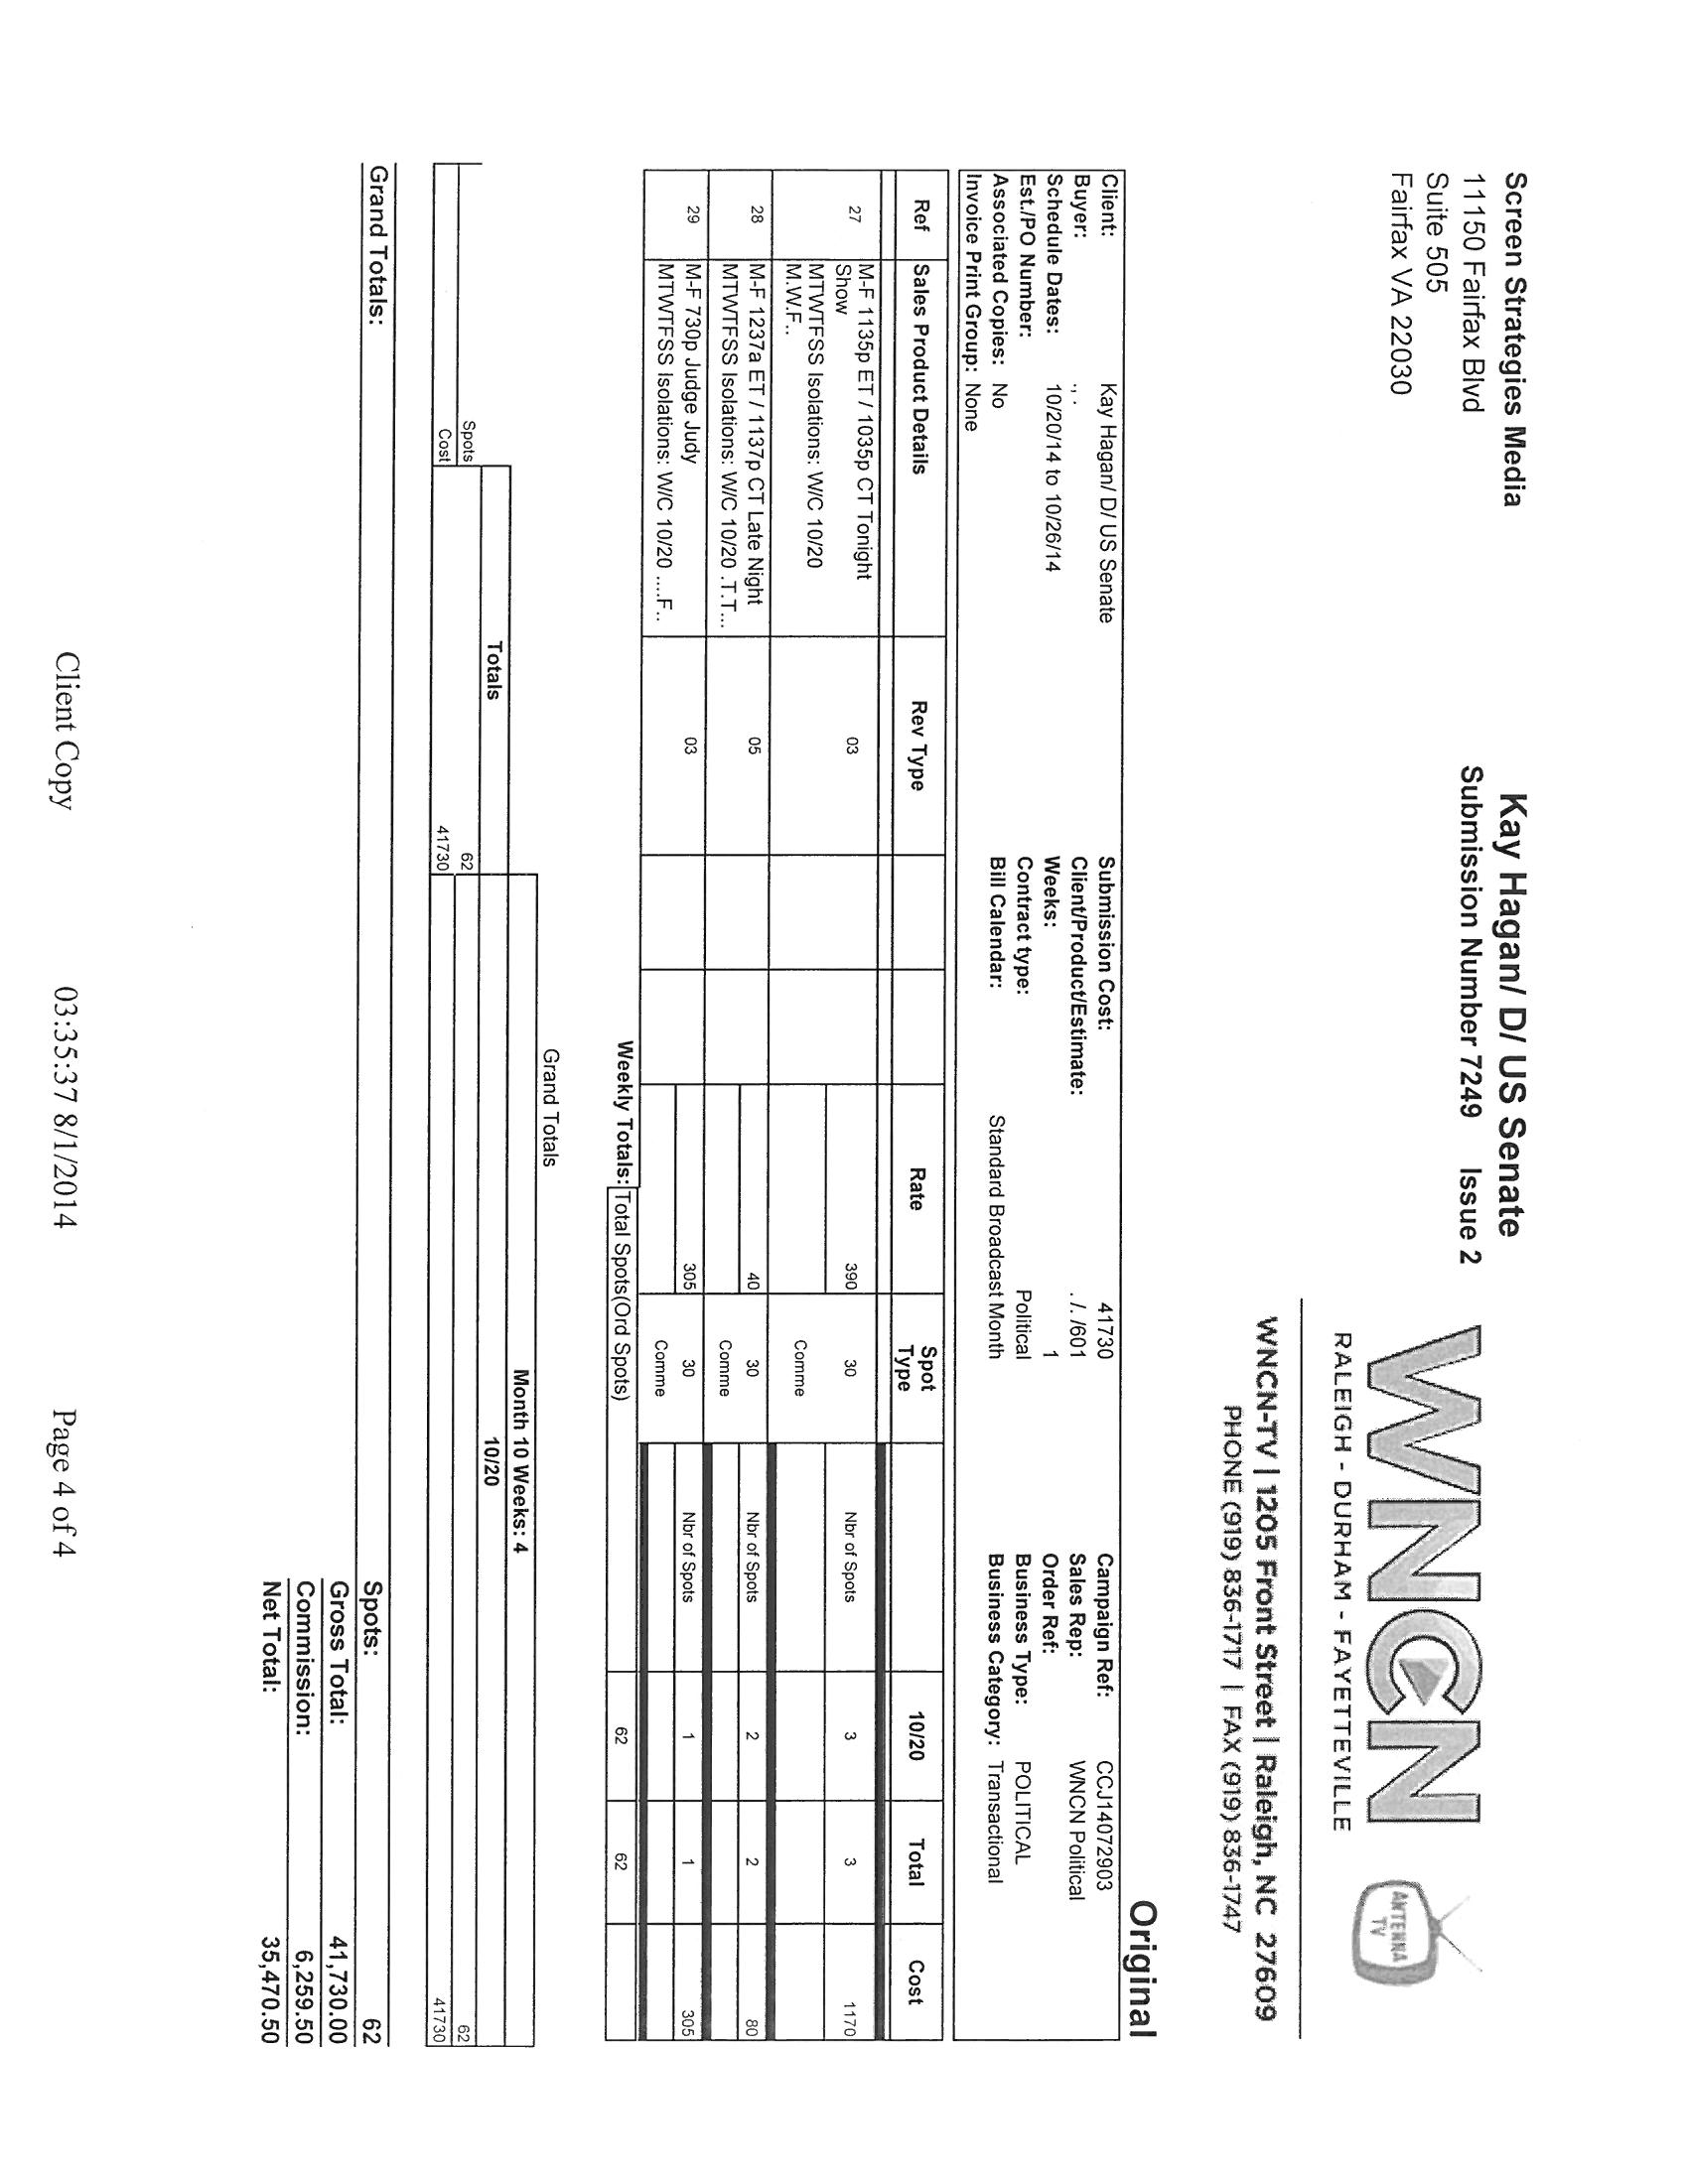 Screen Strategies Media
11150 Fairfax Blvd
Suite 505
Fairfax VA 22030
Kay Hagan/ D/ US Senate
Submission Number 7249 Issue 2
WNCN
RALEIGH - DURHAM - FAYETTEVILLE
ANTENNA
TV
WNCN-TV | 1205 Front Street | Raleigh, NC 27609
PHONE (919) 836-1717 | FAX (919) 836-1747
Original
Client: Kay Hagan/ D/ US Senate Submission Cost: 41730 Campaign Ref: CCJ14072903
Buyer: ., . Client/Product/Estimate: . /. /601 Sales Rep: WNCN Political
Schedule Dates: 10/20/14 to 10/26/14 Weeks: 1 Order Ref:
Est./PO Number: Contract type: Political Business Type: POLITICAL
Associated Copies: No Bill Calendar: Standard Broadcast Month Business Category: Transactional
Invoice Print Group: None
Ref Sales Product Details Rev Type Rate Spot Type 10/20 Total Cost
27 M-F 1135p ET / 1035p CT Tonight 03 390 30 Nbr of Spots 3 3 1170
Show
MTWTFSS Isolations: W/C 10/20 Comme
M.W.F..
28 M-F 1237a ET / 1137p CT Late Night 05 40 30 Nbr of Spots 2 2 80
MTWTFSS Isolations: W/C 10/20 .T.T... Comme
29 M-F 730p Judge Judy 03 305 30 Nbr of Spots 1 1 305
MTWTFSS Isolations: W/C 10/20 ....F.. Comme
Weekly Totals: Total Spots(Ord Spots) 62 62
Grand Totals
Month 10 Weeks: 4
Totals 10/20
Spots 62 62
Cost 41730 41730
Grand Totals: Spots: 62
Gross Total: 41,730.00
Commission: 6,259.50
Net Total: 35,470.50
Client Copy 03:35:37 8/1/2014 Page 4 of 4